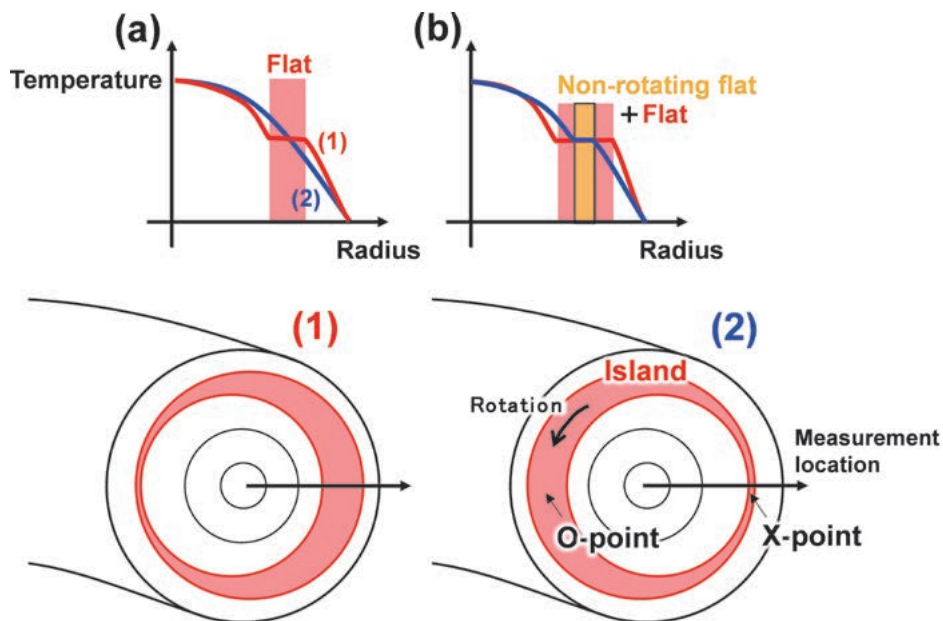 (a)
Temperature
Flat
(1)
(2)
Radius
(b)
Non-rotating flat
+Flat
Radius
(1)
(2)
Island
Rotation
Measurement
location
O-point
X-point